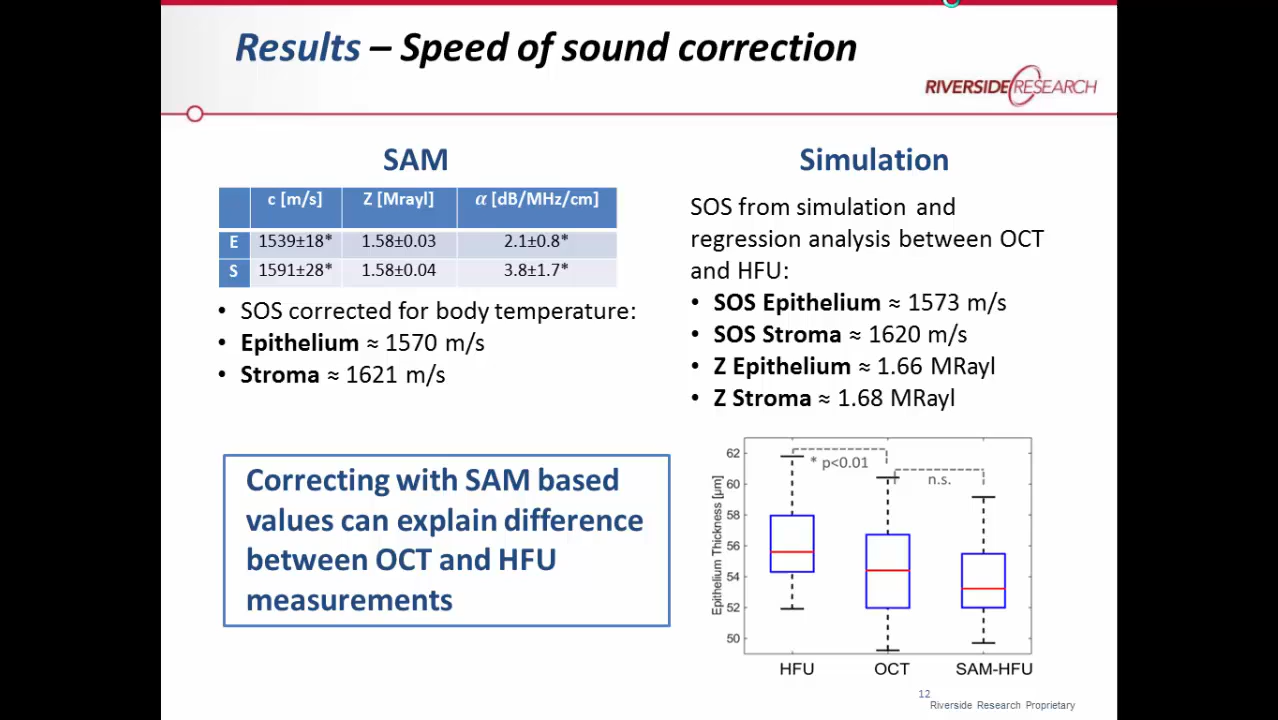 Results – Speed of sound correction
RIVERSIDE RESEARCH
SAM
c [m/s] Z [Mrayl] α [dB/MHz/cm]
E 1539±18* 1.58±0.03 2.1±0.8*
S 1591±28* 1.58±0.04 3.8±1.7*
• SOS corrected for body temperature:
• Epithelium ≈ 1570 m/s
• Stroma ≈ 1621 m/s
Correcting with SAM based
values can explain difference
between OCT and HFU
measurements
Simulation
SOS from simulation and
regression analysis between OCT
and HFU:
• SOS Epithelium ≈ 1573 m/s
• SOS Stroma ≈ 1620 m/s
• Z Epithelium ≈ 1.66 MRayl
• Z Stroma ≈ 1.68 MRayl
Epithelium Thickness [μm]
62
60
58
56
54
52
50
* p<0.01
n.s.
HFU OCT SAM-HFU
12
Riverside Research Proprietary